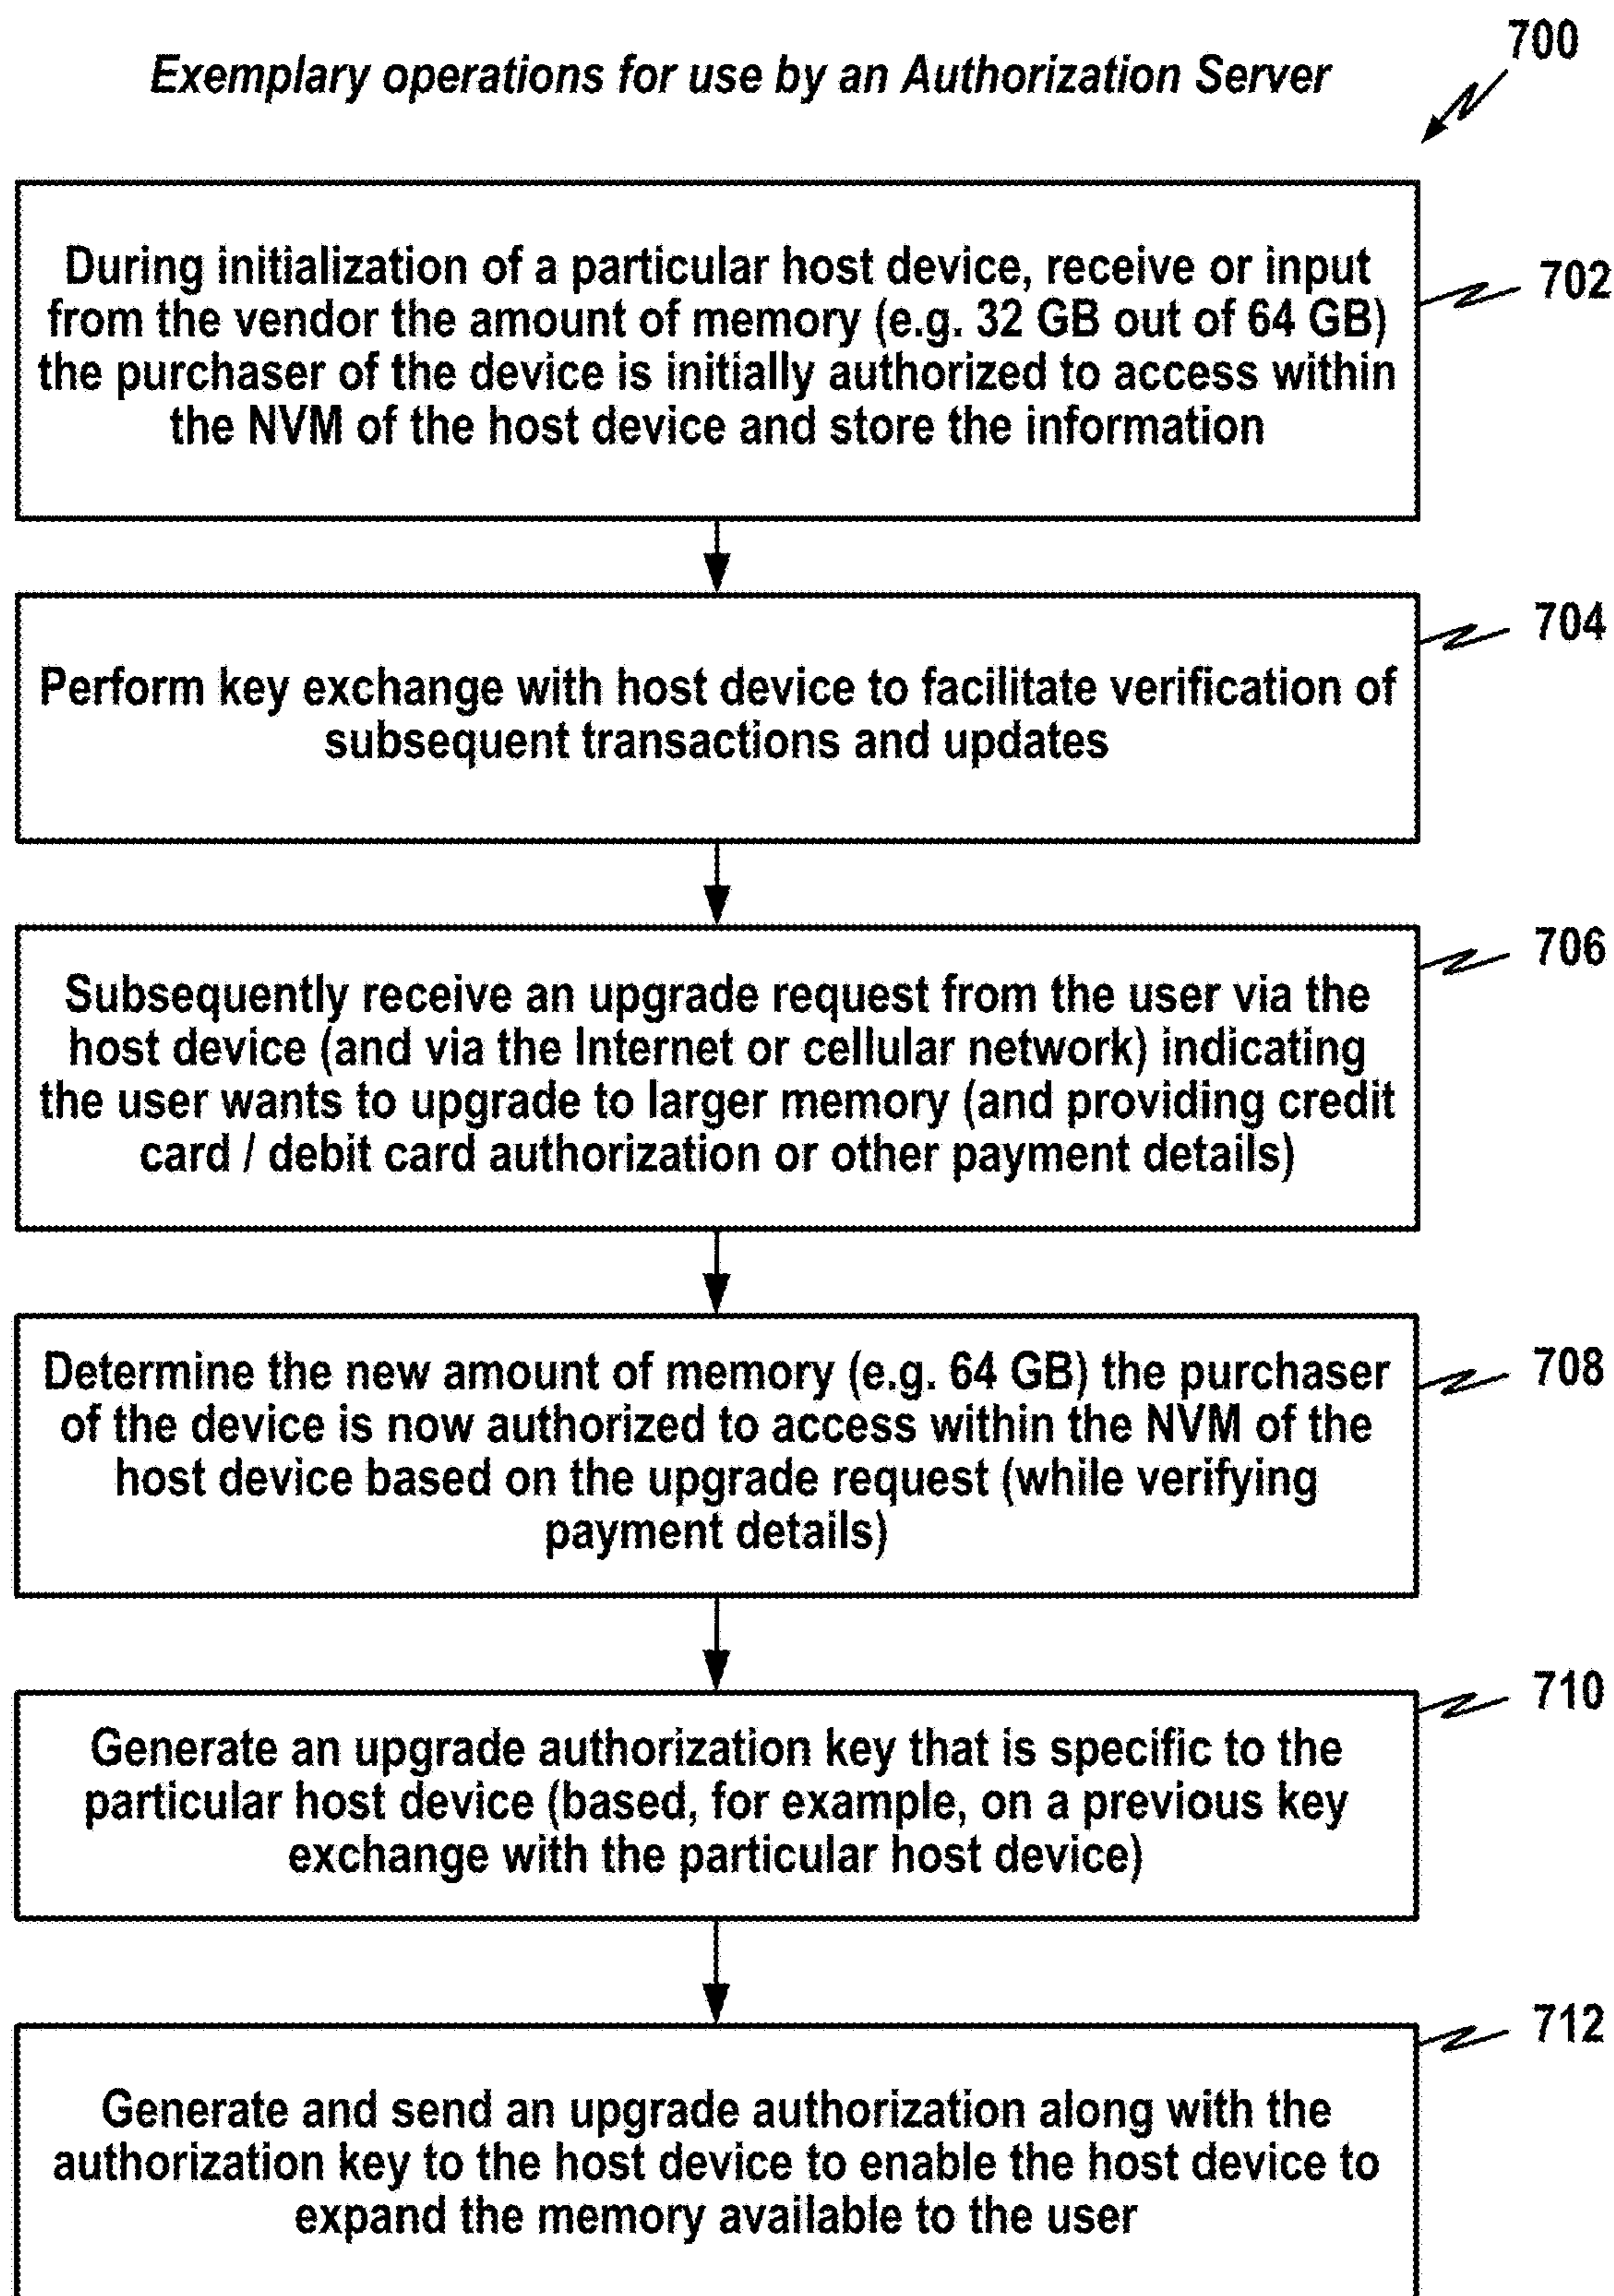 700
Exemplary operations for use by an Authorization Server
During initialization of a particular host device, receive or input
from the vendor the amount of memory (e.g. 32 GB out of 64 GB)
the purchaser of the device is initially authorized to access within
the NVM of the host device and store the information
702
Perform key exchange with host device to facilitate verification of
subsequent transactions and updates
704
Subsequently receive an upgrade request from the user via the
host device (and via the Internet or cellular network) indicating
the user wants to upgrade to larger memory (and providing credit
card / debit card authorization or other payment details)
706
Determine the new amount of memory (e.g. 64 GB) the purchaser
of the device is now authorized to access within the NVM of the
host device based on the upgrade request (while verifying
payment details)
708
Generate an upgrade authorization key that is specific to the
particular host device (based, for example, on a previous key
exchange with the particular host device)
710
Generate and send an upgrade authorization along with the
authorization key to the host device to enable the host device to
expand the memory available to the user
712